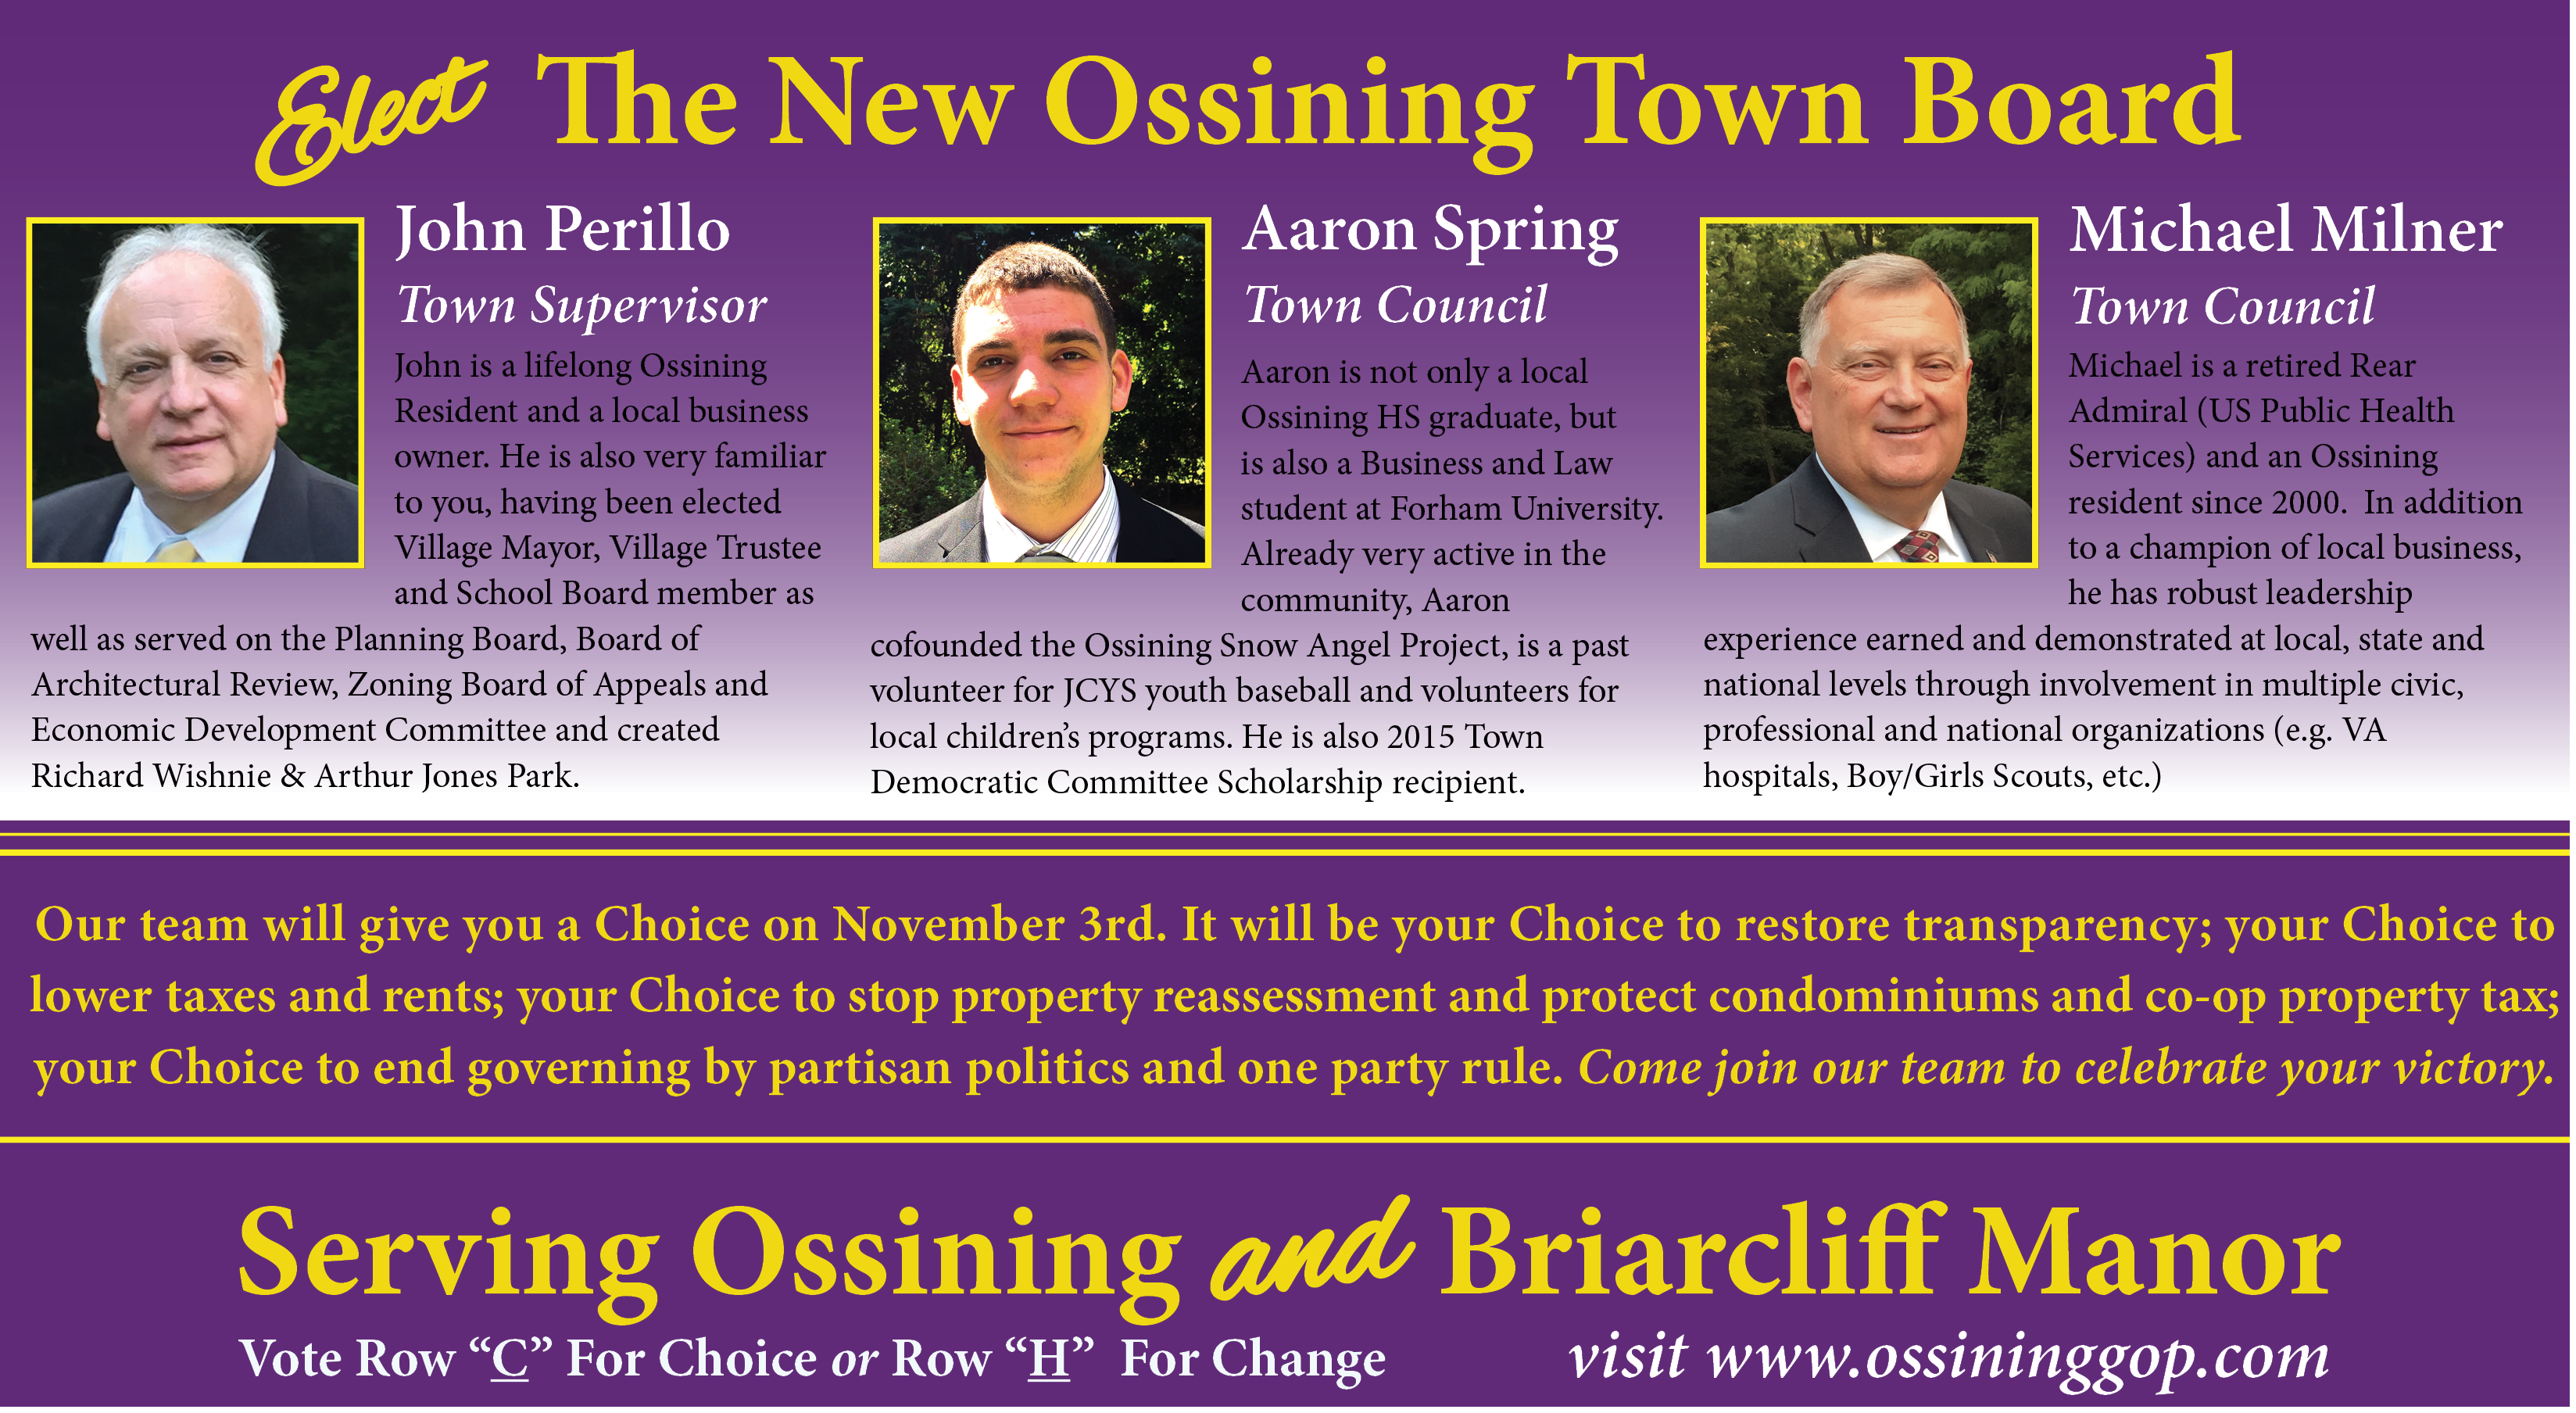 Elect The New Ossining Town Board
John Perillo
Town Supervisor
John is a lifelong Ossining
Resident and a local business
owner. He is also very familiar
to you, having been elected
Village Mayor, Village Trustee
and School Board member as
well as served on the Planning Board, Board of
Architectural Review, Zoning Board of Appeals and
Economic Development Committee and created
Richard Wishnie & Arthur Jones Park.
Aaron Spring
Town Council
Aaron is not only a local
Ossining HS graduate, but
is also a Business and Law
student at Forham University.
Already very active in the
community, Aaron
cofounded the Ossining Snow Angel Project, is a past
volunteer for JCYS youth baseball and volunteers for
local children’s programs. He is also 2015 Town
Democratic Committee Scholarship recipient.
Michael Milner
Town Council
Michael is a retired Rear
Admiral (US Public Health
Services) and an Ossining
resident since 2000. In addition
to a champion of local business,
he has robust leadership
experience earned and demonstrated at local, state and
national levels through involvement in multiple civic,
professional and national organizations (e.g. VA
hospitals, Boy/Girls Scouts, etc.)
Our team will give you a Choice on November 3rd. It will be your Choice to restore transparency; your Choice to
lower taxes and rents; your Choice to stop property reassessment and protect condominiums and co-op property tax;
your Choice to end governing by partisan politics and one party rule. Come join our team to celebrate your victory.
Serving Ossining and Briarcliff Manor
Vote Row “C” For Choice or Row “H” For Change
visit www.ossininggop.com